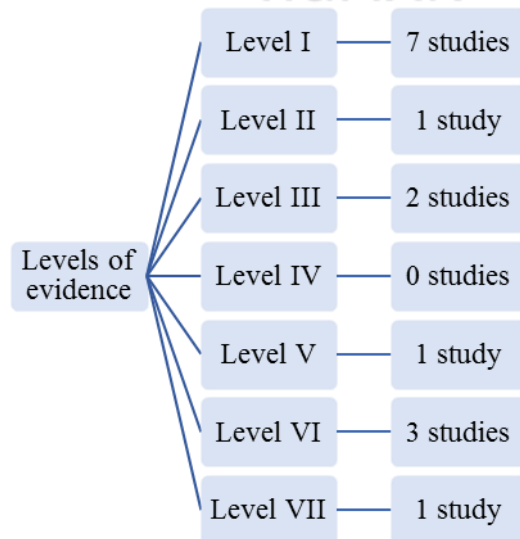 Level I
7 studies
Level II
1 study
Level III
2 studies
Levels of
evidence
Level IV
0 studies
Level V
1 study
Level VI
3 studies
Level VII
1 study